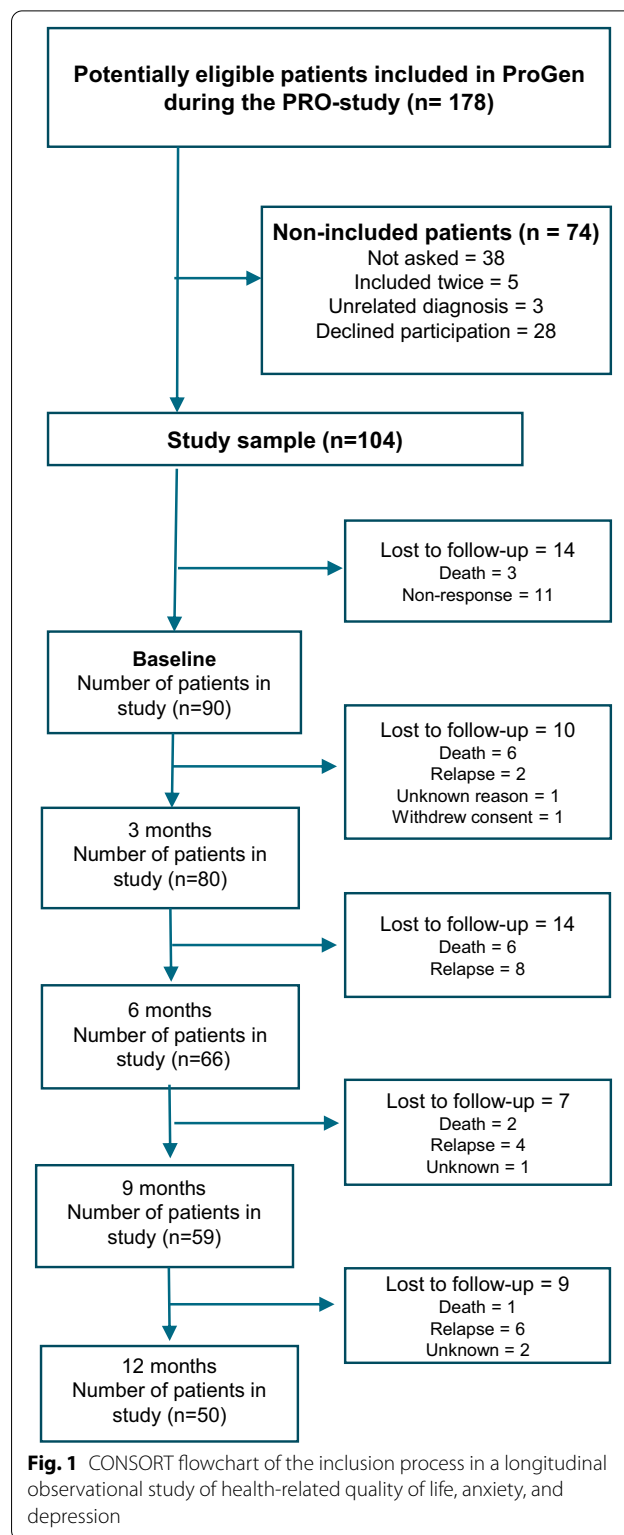 Potentially eligible patients included in ProGen
during the PRO-study (n= 178)
Non-included patients (n = 74)
Not asked = 38
Included twice = 5
Unrelated diagnosis = 3
Declined participation = 28
Study sample (n=104)
Lost to follow-up = 14
Death = 3
Non-response = 11
Baseline
Number of patients in
study (n=90)
Lost to follow-up = 10
Death = 6
Relapse = 2
Unknown reason = 1
Withdrew consent = 1
3 months
Number of patients in
study (n=80)
Lost to follow-up = 14
Death = 6
Relapse = 8
6 months
Number of patients in
study (n=66)
Lost to follow-up = 7
Death = 2
Relapse = 4
Unknown = 1
9 months
Number of patients in
study (n=59)
Lost to follow-up = 9
Death = 1
Relapse = 6
Unknown = 2
12 months
Number of patients in
study (n=50)
Fig. 1 CONSORT flowchart of the inclusion process in a longitudinal
observational study of health-related quality of life, anxiety, and
depression